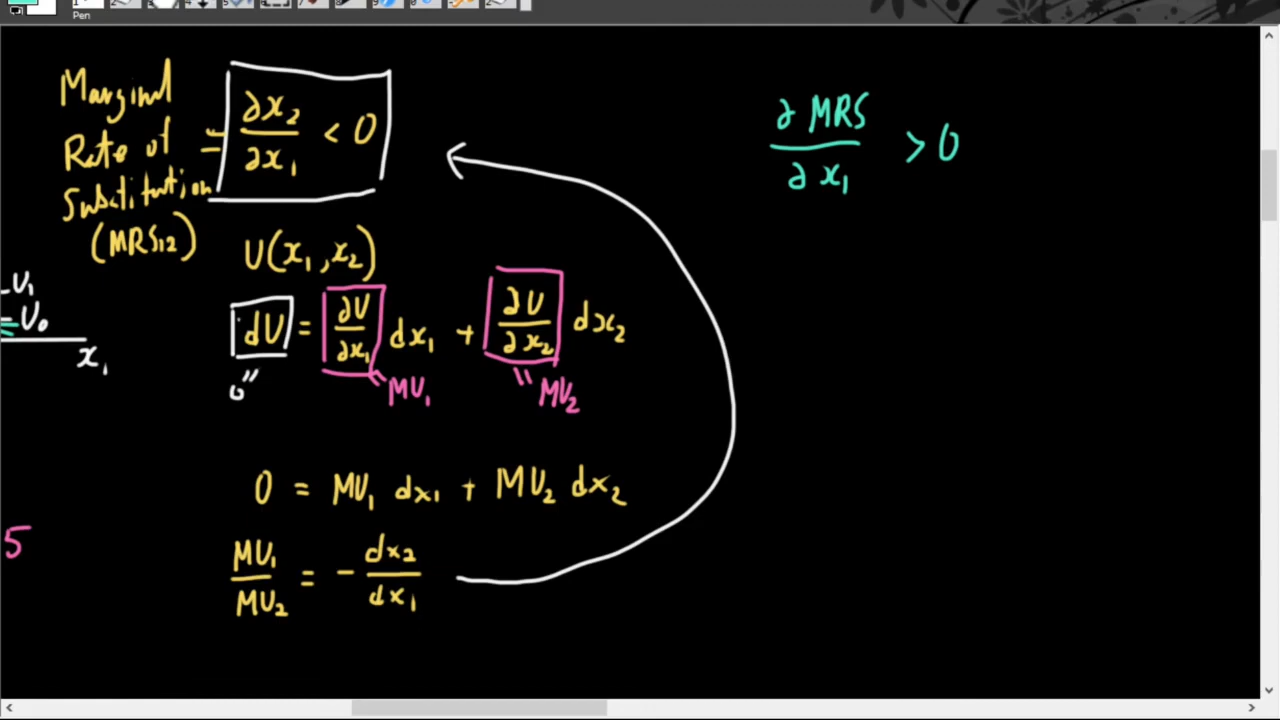 Pen
Marginal
Rate of
Substitution
(MRS₁₂)
= ∂x₂/∂x₁ < 0
∂ MRS/∂ x₁ > 0
U(x₁, x₂)
U₁
U₀
x₁
dU = ∂U/∂x₁ dx₁ + ∂U/∂x₂ dx₂
0
MU₁
MU₂
0 = MU₁ dx₁ + MU₂ dx₂
5
MU₁/MU₂ = - dx₂/dx₁